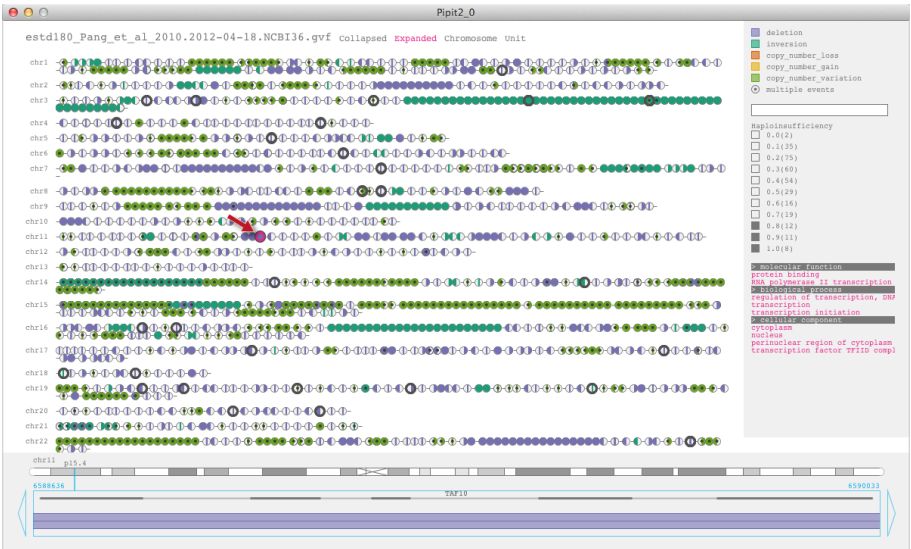 Pipit2_0
estd180_Pang_et_al_2010.2012-04-18.NCBI36.gvf Collapsed Expanded Chromosome Unit
chr1
chr2
chr3
chr4
chr5
chr6
chr7
chr8
chr9
chr10
chr11
chr12
chr13
chr14
chr15
chr16
chr17
chr18
chr19
chr20
chr21
chr22
deletion
inversion
copy_number_loss
copy_number_gain
copy_number_variation
multiple events
Haploinsufficiency
0.0(2)
0.1(35)
0.2(75)
0.3(60)
0.4(54)
0.5(29)
0.6(16)
0.7(19)
0.8(12)
0.9(11)
1.0(8)
> molecular function
protein binding
RNA polymerase II transcription
> biological process
regulation of transcription, DNA
transcription
transcription initiation
> cellular component
cytoplasm
nucleus
perinuclear region of cytoplasm
transcription factor TFIID compl
chr11
p15.4
6588636
6590033
TAF10